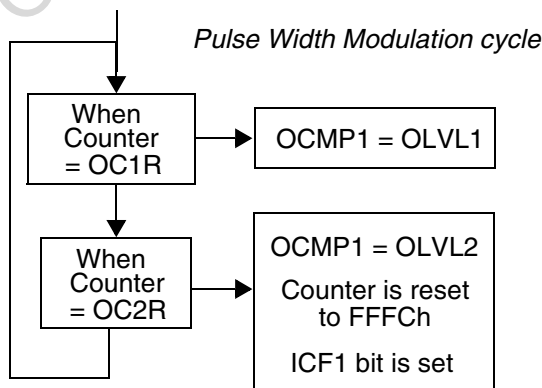 Pulse Width Modulation cycle
When
Counter
= OC1R
OCMP1 = OLVL1
When
Counter
= OC2R
OCMP1 = OLVL2
Counter is reset
to FFFCh
ICF1 bit is set